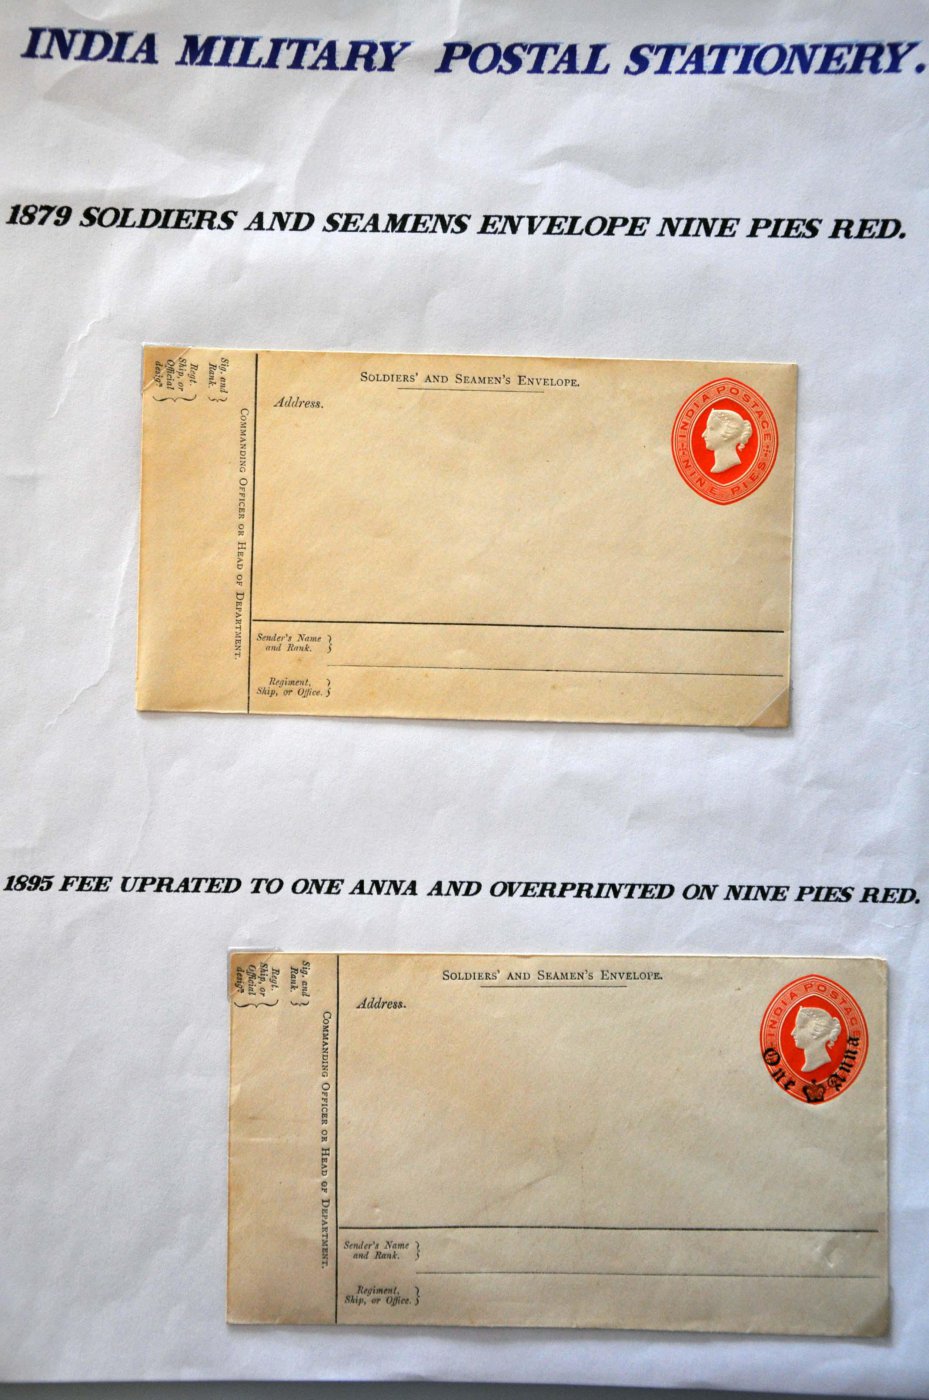 INDIA MILITARY POSTAL STATIONERY.
1879 SOLDIERS AND SEAMENS ENVELOPE NINE PIES RED.
Sig. and
Rank.
Regt.
Ship, or
Official
design.
COMMANDING OFFICER OR HEAD OF DEPARTMENT.
SOLDIERS' AND SEAMEN'S ENVELOPE.
Address.
INDIA POSTAGE
NINE PIES
Sender's Name
and Rank.
Regiment,
Ship, or Office.
1895 FEE UPRATED TO ONE ANNA AND OVERPRINTED ON NINE PIES RED.
Sig. and
Rank.
Regt.
Ship, or
Official
design.
COMMANDING OFFICER OR HEAD OF DEPARTMENT.
SOLDIERS' AND SEAMEN'S ENVELOPE.
Address.
INDIA POSTAGE
One Anna
Sender's Name
and Rank.
Regiment,
Ship, or Office.